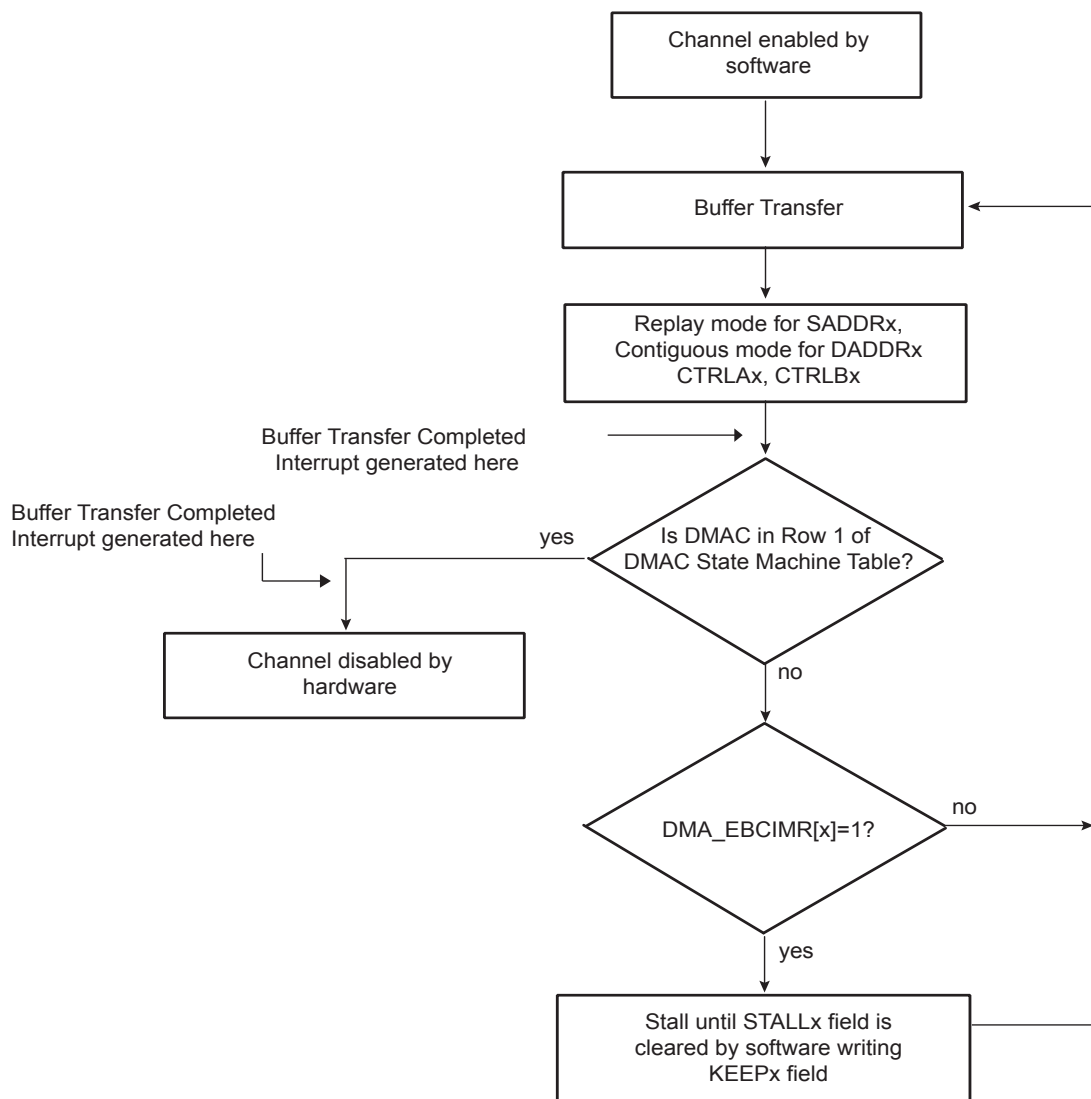 Channel enabled by
software
Buffer Transfer
Replay mode for SADDRx,
Contiguous mode for DADDRx
CTRLAx, CTRLBx
Buffer Transfer Completed
Interrupt generated here
Buffer Transfer Completed
Interrupt generated here
yes
Is DMAC in Row 1 of
DMAC State Machine Table?
Channel disabled by
hardware
no
DMA_EBCIMR[x]=1?
no
yes
Stall until STALLx field is
cleared by software writing
KEEPx field